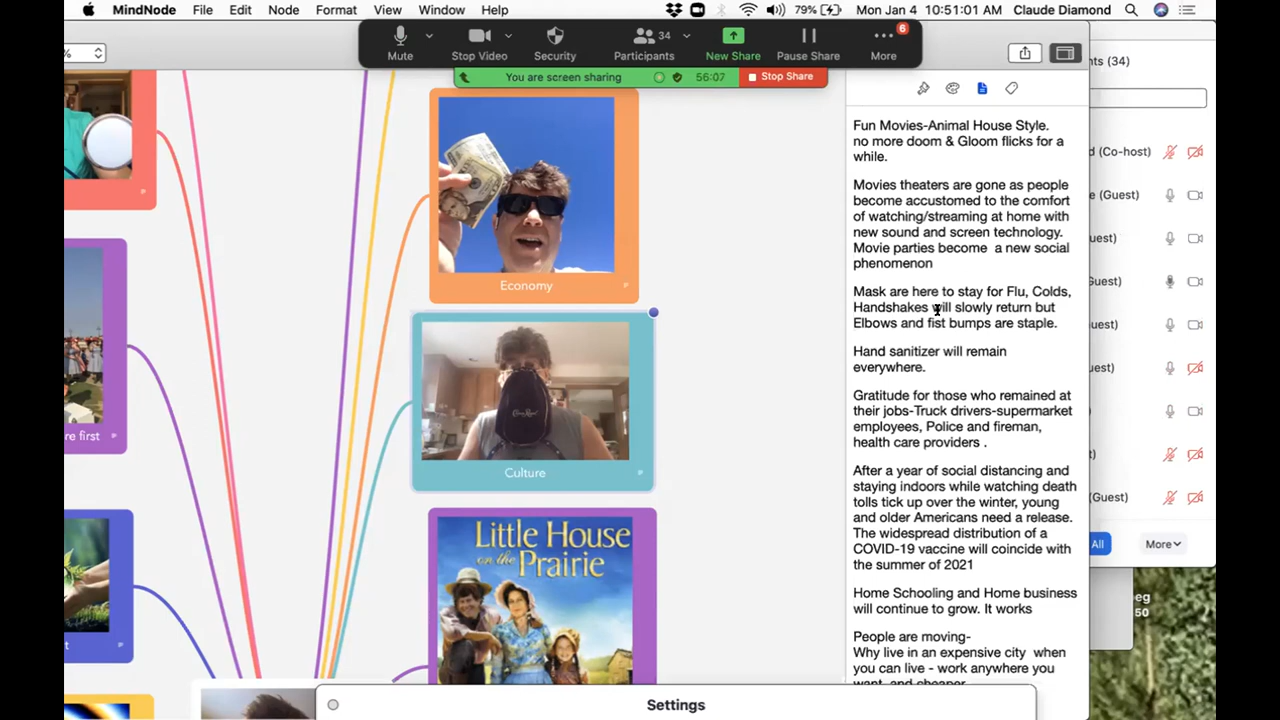 MindNode File Edit Node Format View Window Help 79% Mon Jan 4 10:51:01 AM Claude Diamond
Mute Stop Video Security Participants 34 New Share Pause Share More 6
You are screen sharing 56:07 Stop Share
%
nts (34)
Fun Movies-Animal House Style.
no more doom & Gloom flicks for a
while.
Movies theaters are gone as people
become accustomed to the comfort
of watching/streaming at home with
new sound and screen technology.
Movie parties become a new social
phenomenon
Mask are here to stay for Flu, Colds,
Handshakes will slowly return but
Elbows and fist bumps are staple.
Hand sanitizer will remain
everywhere.
Gratitude for those who remained at
their jobs-Truck drivers-supermarket
employees, Police and fireman,
health care providers .
After a year of social distancing and
staying indoors while watching death
tolls tick up over the winter, young
and older Americans need a release.
The widespread distribution of a
COVID-19 vaccine will coincide with
the summer of 2021
Home Schooling and Home business
will continue to grow. It works
People are moving-
Why live in an expensive city when
you can live - work anywhere you
want and cheaper
d (Co-host)
e (Guest)
uest)
Guest)
uest)
uest)
)
t)
(Guest)
All More
eg
50
Economy
Culture
Little House
on the
Prairie
re first
t
Settings